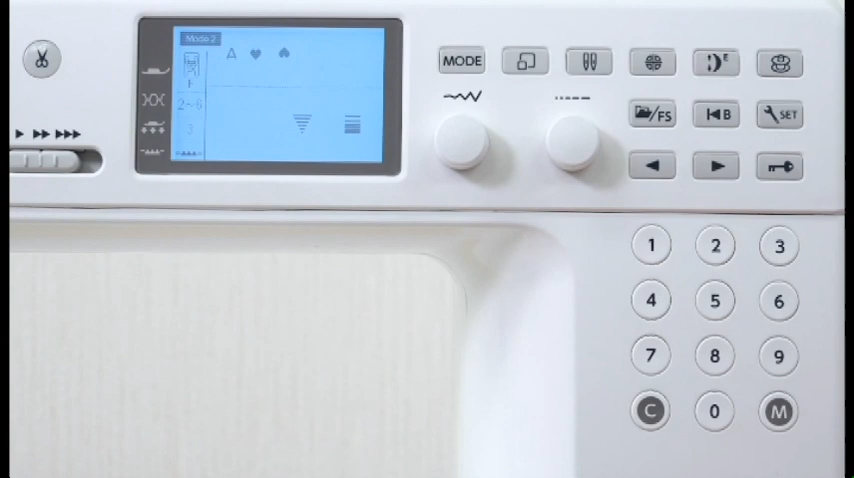 Mode 2
MODE
E
/FS
B
SET
2~6
3
1 2 3
4 5 6
7 8 9
C 0 M